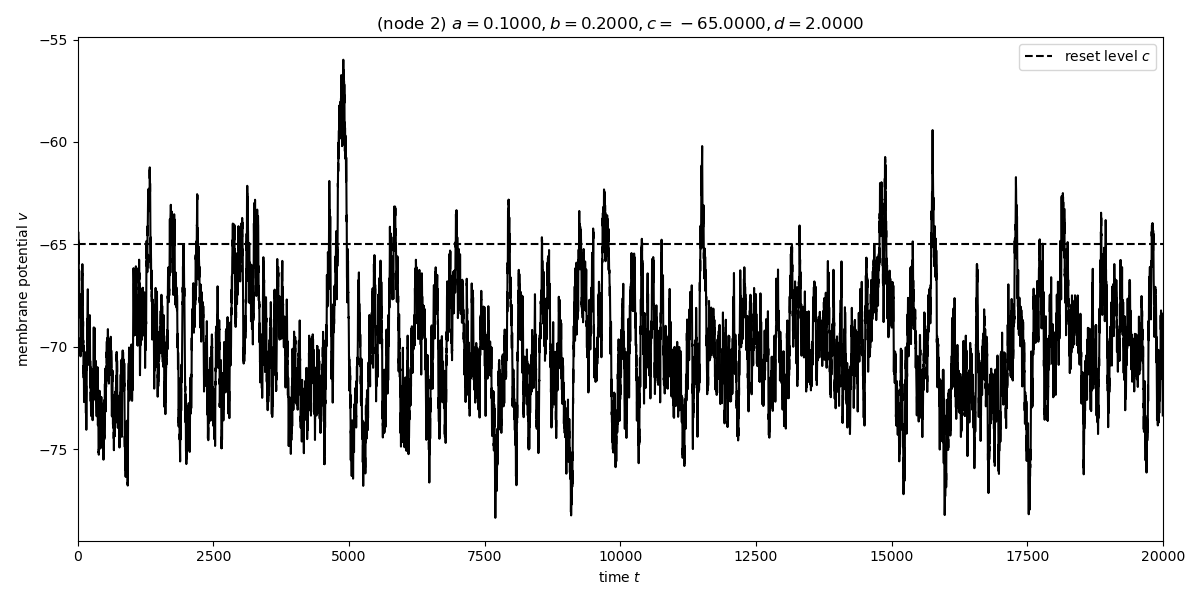 (node 2) a = 0.1000, b = 0.2000, c = −65.0000, d = 2.0000
reset level c
−55
−60
−65
−70
−75
membrane potential v
0 2500 5000 7500 10000 12500 15000 17500 20000
time t